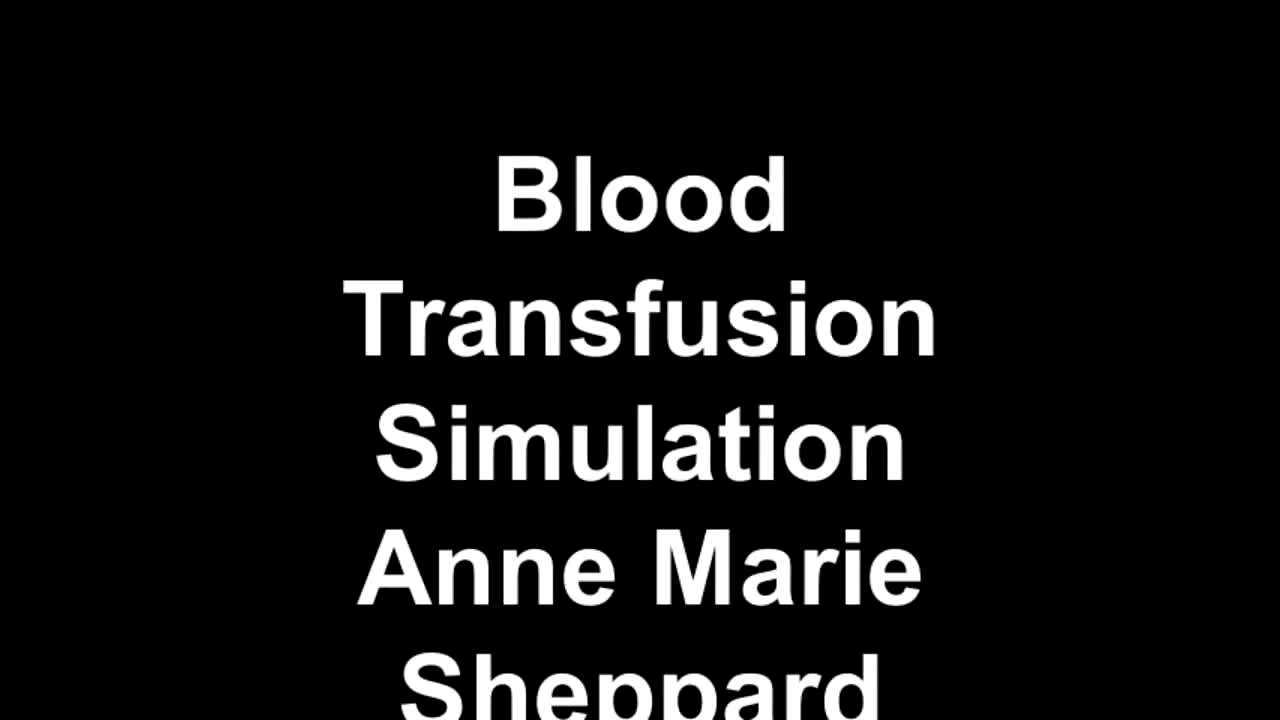 Blood
Transfusion
Simulation
Anne Marie
Sheppard